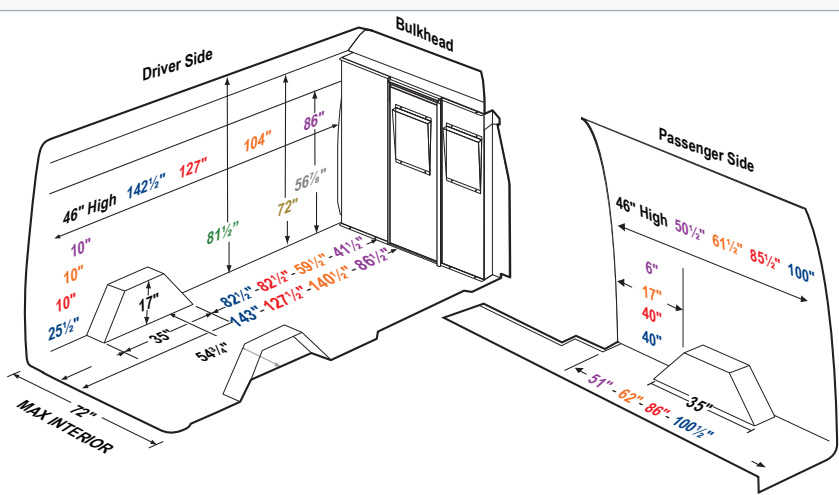 Bulkhead
Driver Side
86"
104"
46" High 142½" 127"
56⅞"
72"
81½"
10"
10"
10"
25½"
17"
35"
54¾"
82½" - 82½" - 59½" - 41½"
143" - 127½" - 140½" - 86½"
72"
MAX INTERIOR
Passenger Side
46" High 50½" 61½" 85½" 100"
6"
17"
40"
40"
35"
51" - 62" - 86" - 100½"